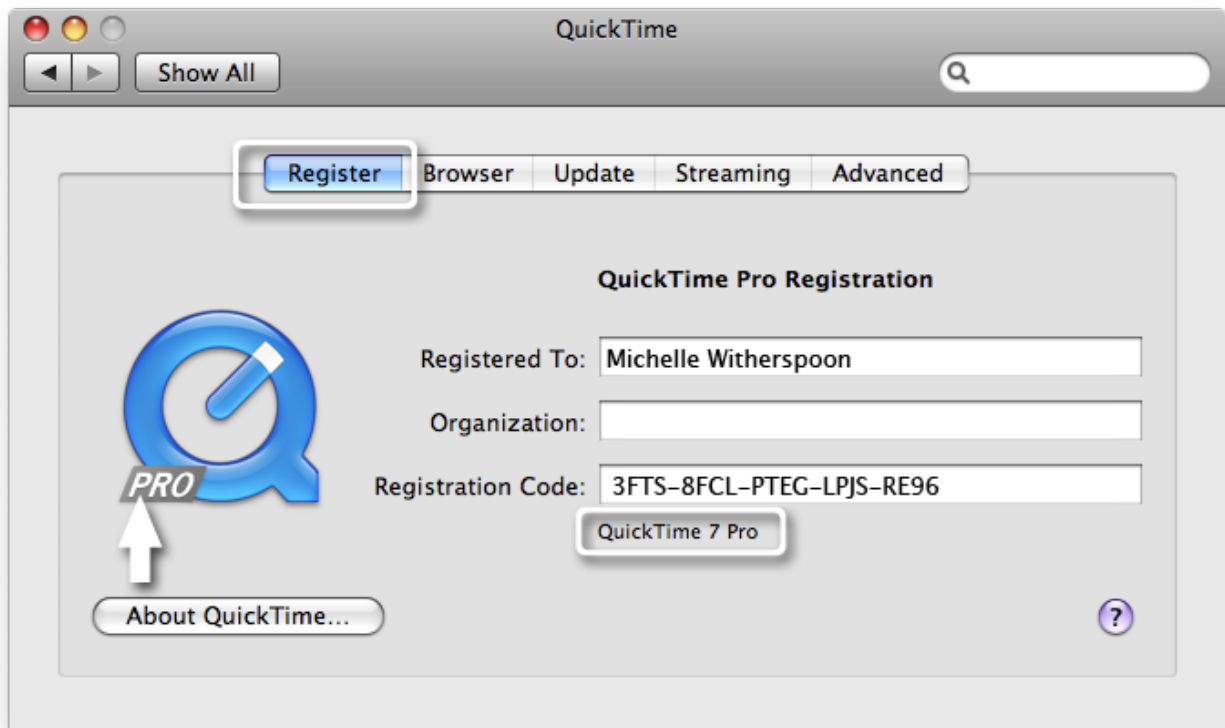 QuickTime
Show All
Register Browser Update Streaming Advanced
QuickTime Pro Registration
Registered To: Michelle Witherspoon
Organization:
PRO
Registration Code: 3FTS-8FCL-PTEG-LPJS-RE96
QuickTime 7 Pro
About QuickTime...
?